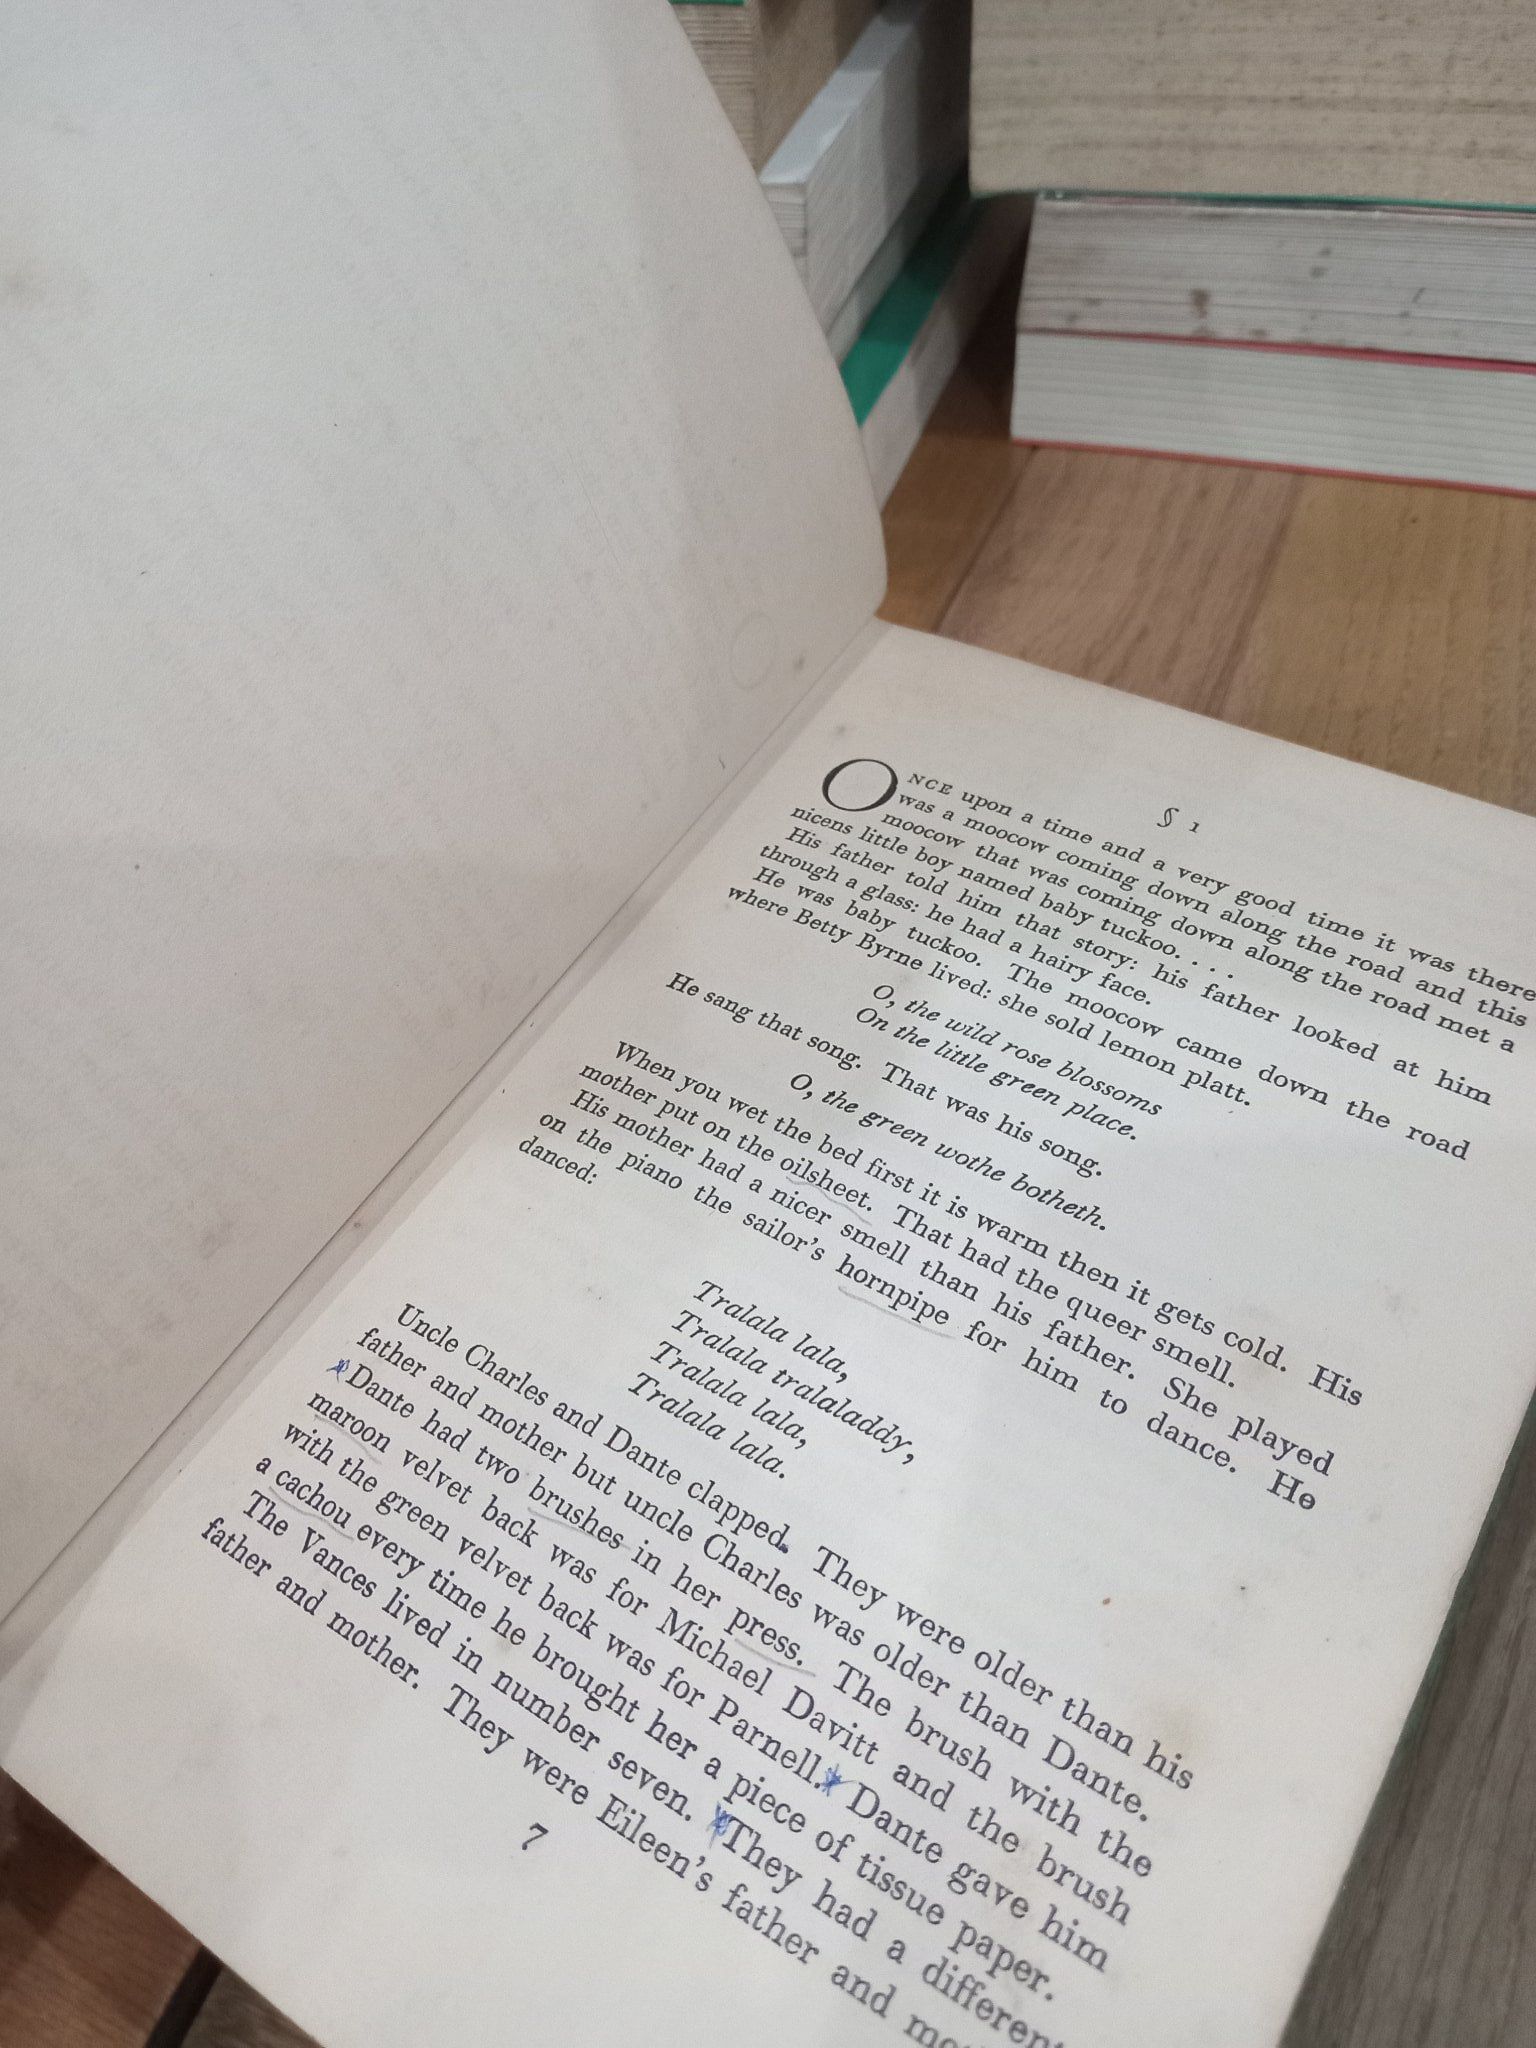 § 1
ONCE upon a time and a very good time it was there
was a moocow coming down along the road and this
moocow that was coming down along the road met a
nicens little boy named baby tuckoo. . . .
His father told him that story: his father looked at him
through a glass: he had a hairy face.
He was baby tuckoo. The moocow came down the road
where Betty Byrne lived: she sold lemon platt.
O, the wild rose blossoms
On the little green place.
He sang that song. That was his song.
O, the green wothe botheth.
When you wet the bed first it is warm then it gets cold. His
mother put on the oilsheet. That had the queer smell.
His mother had a nicer smell than his father. She played
on the piano the sailor's hornpipe for him to dance. He
danced:
Tralala lala,
Tralala tralaladdy,
Tralala lala,
Tralala lala.
Uncle Charles and Dante clapped. They were older than his
father and mother but uncle Charles was older than Dante.
Dante had two brushes in her press. The brush with the
maroon velvet back was for Michael Davitt and the brush
with the green velvet back was for Parnell. Dante gave him
a cachou every time he brought her a piece of tissue paper.
The Vances lived in number seven. They had a different
father and mother. They were Eileen's father and
7